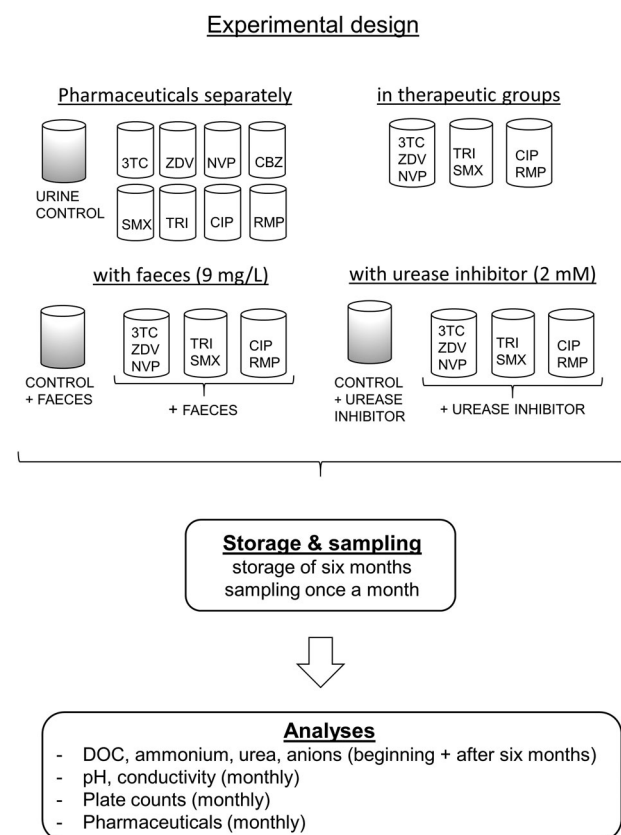 Experimental design
Pharmaceuticals separately
URINE
CONTROL
3TC ZDV NVP CBZ
SMX TRI CIP RMP
in therapeutic groups
3TC
ZDV
NVP
TRI
SMX
CIP
RMP
with faeces (9 mg/L)
CONTROL
+ FAECES
3TC
ZDV
NVP
TRI
SMX
CIP
RMP
+ FAECES
with urease inhibitor (2 mM)
CONTROL
+ UREASE
INHIBITOR
3TC
ZDV
NVP
TRI
SMX
CIP
RMP
+ UREASE INHIBITOR
Storage & sampling
storage of six months
sampling once a month
Analyses
- DOC, ammonium, urea, anions (beginning + after six months)
- pH, conductivity (monthly)
- Plate counts (monthly)
- Pharmaceuticals (monthly)